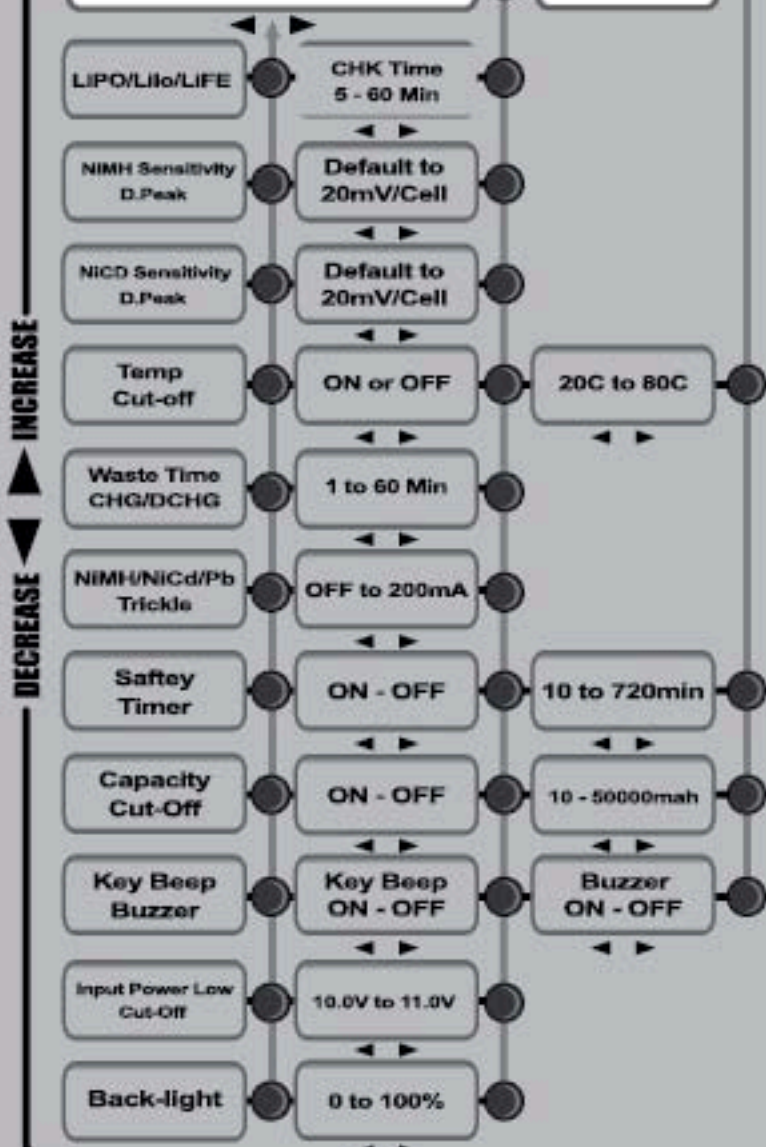 LIPO/LiIo/LiFE
CHK Time
5 - 60 Min
NIMH Sensitivity
D.Peak
Default to
20mV/Cell
NiCD Sensitivity
D.Peak
Default to
20mV/Cell
Temp
Cut-off
ON or OFF
20C to 80C
Waste Time
CHG/DCHG
1 to 60 Min
NiMH/NiCd/Pb
Trickle
OFF to 200mA
Saftey
Timer
ON - OFF
10 to 720min
Capacity
Cut-Off
ON - OFF
10 - 50000mah
Key Beep
Buzzer
Key Beep
ON - OFF
Buzzer
ON - OFF
Input Power Low
Cut-Off
10.0V to 11.0V
Back-light
0 to 100%
INCREASE
DECREASE